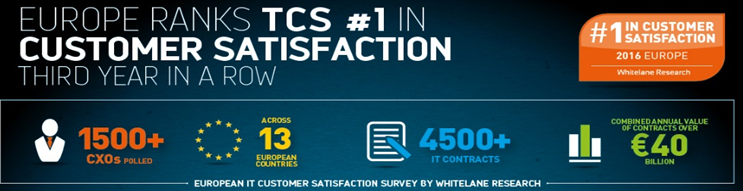 EUROPE RANKS TCS #1 IN
CUSTOMER SATISFACTION
THIRD YEAR IN A ROW
#1 IN CUSTOMER
SATISFACTION
2016 EUROPE
Whitelane Research
1500+
CXOs POLLED
ACROSS
13
EUROPEAN
COUNTRIES
4500+
IT CONTRACTS
COMBINED ANNUAL VALUE
OF CONTRACTS OVER
€40
BILLION
EUROPEAN IT CUSTOMER SATISFACTION SURVEY BY WHITELANE RESEARCH